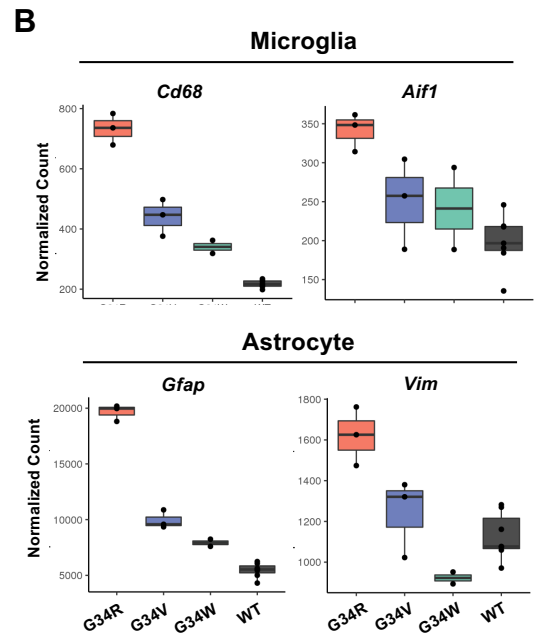 B
Microglia
Cd68
Aif1
Normalized Count
800
600
400
200
350
300
250
200
150
Astrocyte
Gfap
Vim
Normalized Count
20000
15000
10000
5000
1800
1600
1400
1200
1000
G34R
G34V
G34W
WT
G34R
G34V
G34W
WT